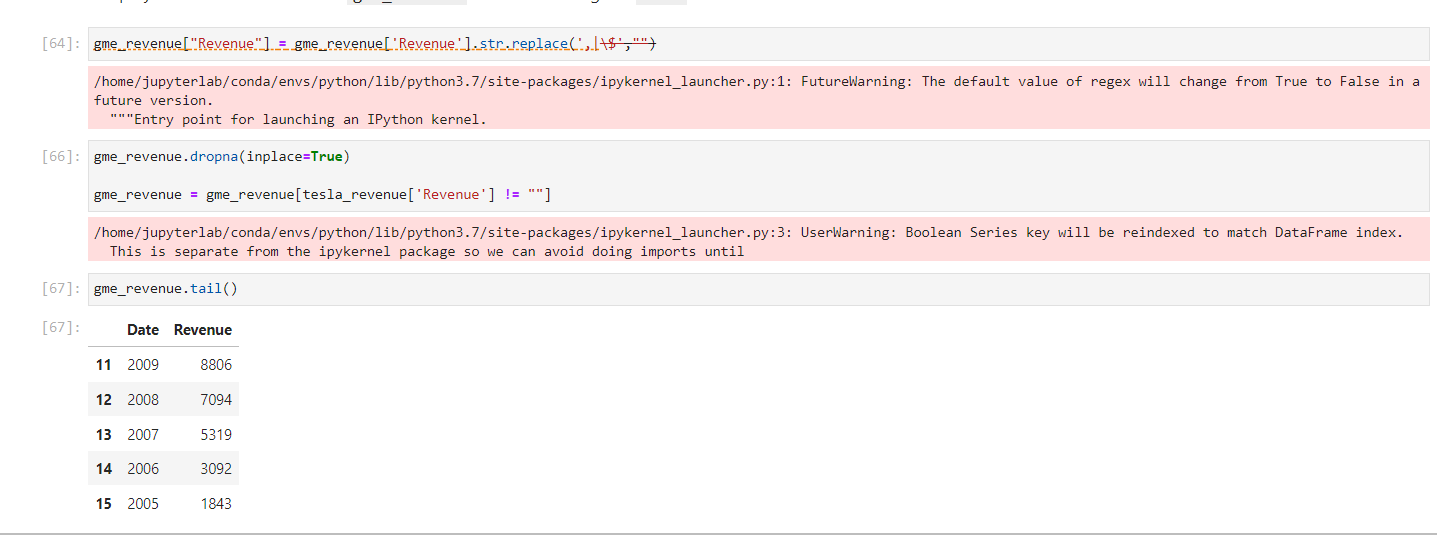 [64]: gme_revenue["Revenue"] = gme_revenue['Revenue'].str.replace(',|\$',"")
/home/jupyterlab/conda/envs/python/lib/python3.7/site-packages/ipykernel_launcher.py:1: FutureWarning: The default value of regex will change from True to False in a
future version.
"""Entry point for launching an IPython kernel.
[66]: gme_revenue.dropna(inplace=True)
gme_revenue = gme_revenue[tesla_revenue['Revenue'] != ""]
/home/jupyterlab/conda/envs/python/lib/python3.7/site-packages/ipykernel_launcher.py:3: UserWarning: Boolean Series key will be reindexed to match DataFrame index.
This is separate from the ipykernel package so we can avoid doing imports until
[67]: gme_revenue.tail()
[67]: Date Revenue
11 2009 8806
12 2008 7094
13 2007 5319
14 2006 3092
15 2005 1843